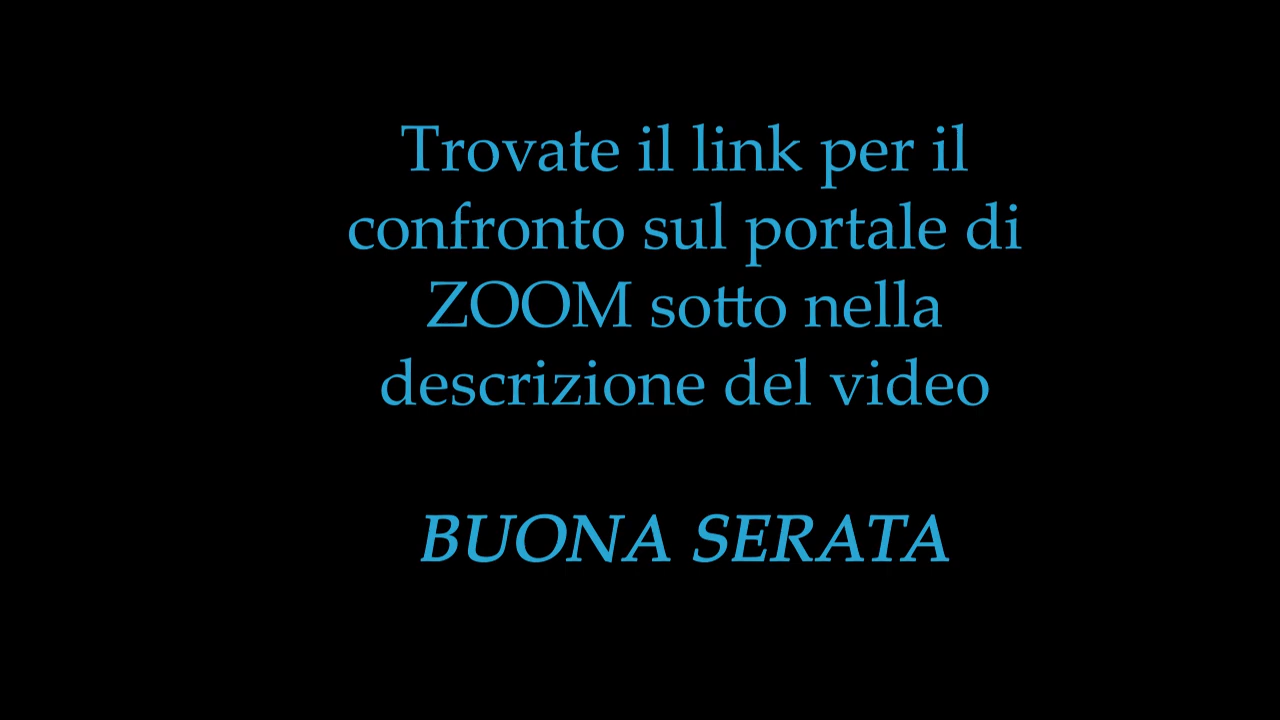 Trovate il link per il
confronto sul portale di
ZOOM sotto nella
descrizione del video
BUONA SERATA